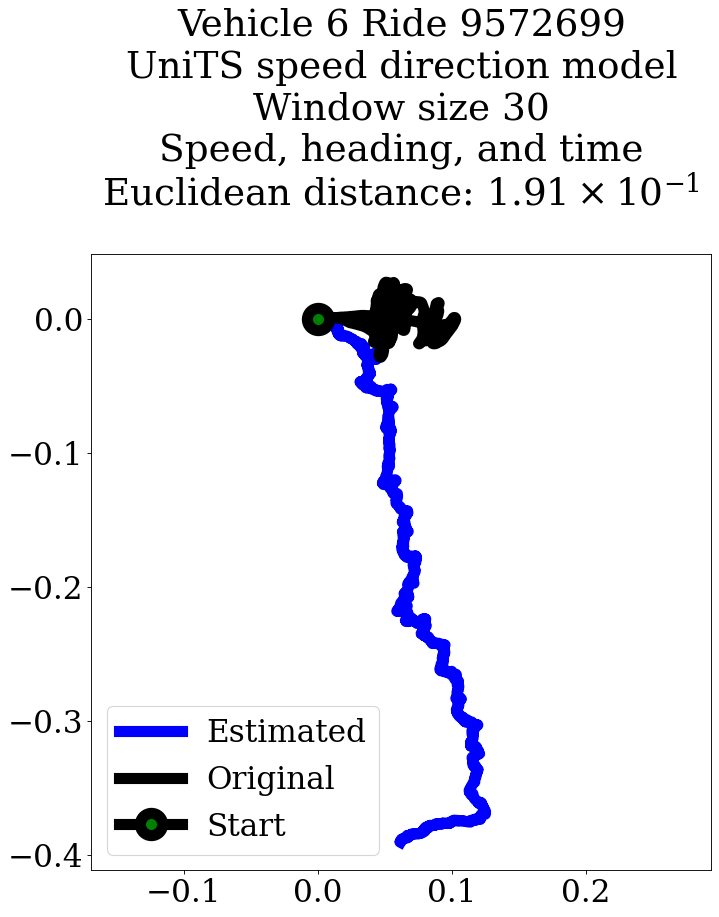 Vehicle 6 Ride 9572699
UniTS speed direction model
Window size 30
Speed, heading, and time
Euclidean distance: 1.91 × 10⁻¹
0.0
−0.1
−0.2
−0.3
−0.4
Estimated
Original
Start
−0.1 0.0 0.1 0.2